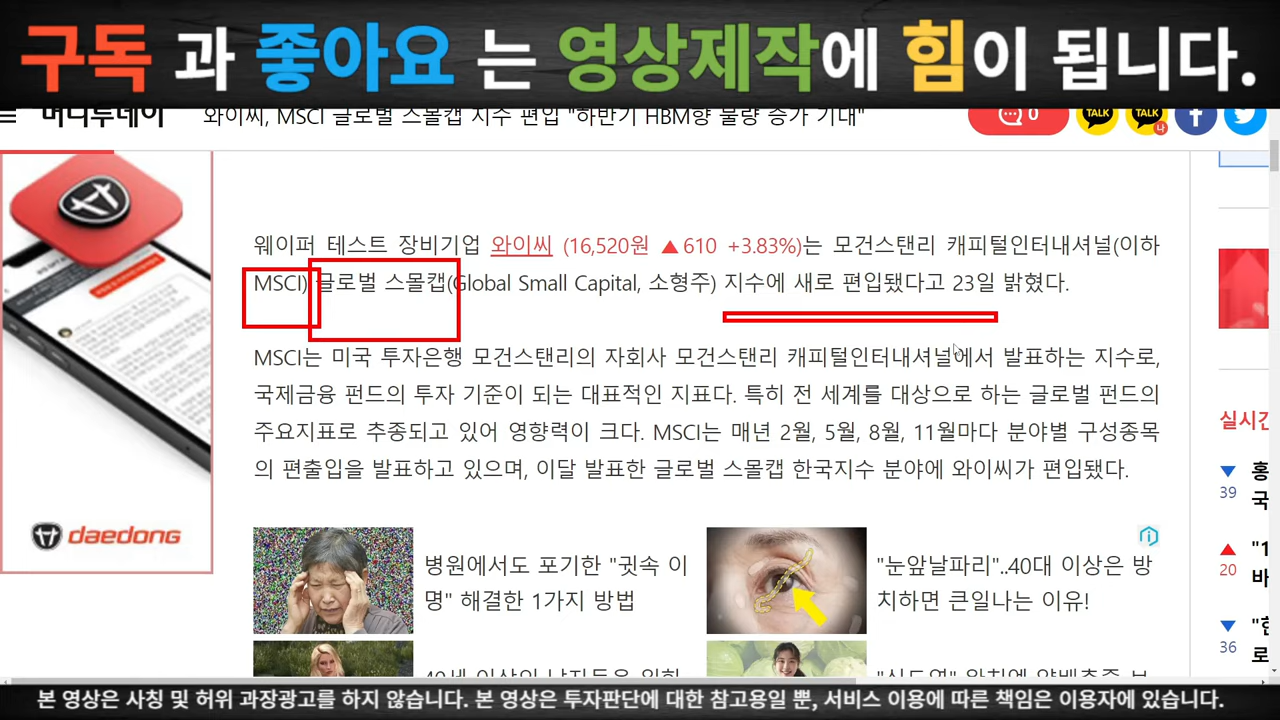 구독 과 좋아요 는 영상제작에 힘이 됩니다.
머니투데이 와이씨, MSCI 글로벌 스몰캡 지수 편입 "하반기 HBM향 물량 증가 기대" 0 TALK TALK 나
웨이퍼 테스트 장비기업 와이씨 (16,520원 ▲610 +3.83%)는 모건스탠리 캐피털인터내셔널(이하
MSCI) 글로벌 스몰캡(Global Small Capital, 소형주) 지수에 새로 편입됐다고 23일 밝혔다.
MSCI는 미국 투자은행 모건스탠리의 자회사 모건스탠리 캐피털인터내셔널에서 발표하는 지수로,
국제금융 펀드의 투자 기준이 되는 대표적인 지표다. 특히 전 세계를 대상으로 하는 글로벌 펀드의
주요지표로 추종되고 있어 영향력이 크다. MSCI는 매년 2월, 5월, 8월, 11월마다 분야별 구성종목
의 편출입을 발표하고 있으며, 이달 발표한 글로벌 스몰캡 한국지수 분야에 와이씨가 편입됐다.
daedong
병원에서도 포기한 "귓속 이
명" 해결한 1가지 방법
"눈앞날파리"..40대 이상은 방
치하면 큰일나는 이유!
실시간
▼ 39
▲ 20
▼ 36
본 영상은 사칭 및 허위 과장광고를 하지 않습니다. 본 영상은 투자판단에 대한 참고용일 뿐, 서비스 이용에 따른 책임은 이용자에 있습니다.